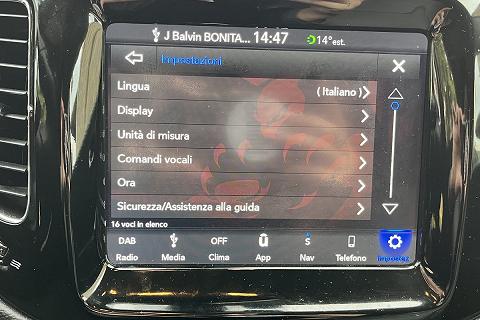 J Balvin BONITA... 14:47 14° est.
Impostazioni
Lingua (Italiano)
Display
Unità di misura
Comandi vocali
Ora
Sicurezza/Assistenza alla guida
16 voci in elenco
DAB OFF S
Radio Media Clima App Nav Telefono Impostaz